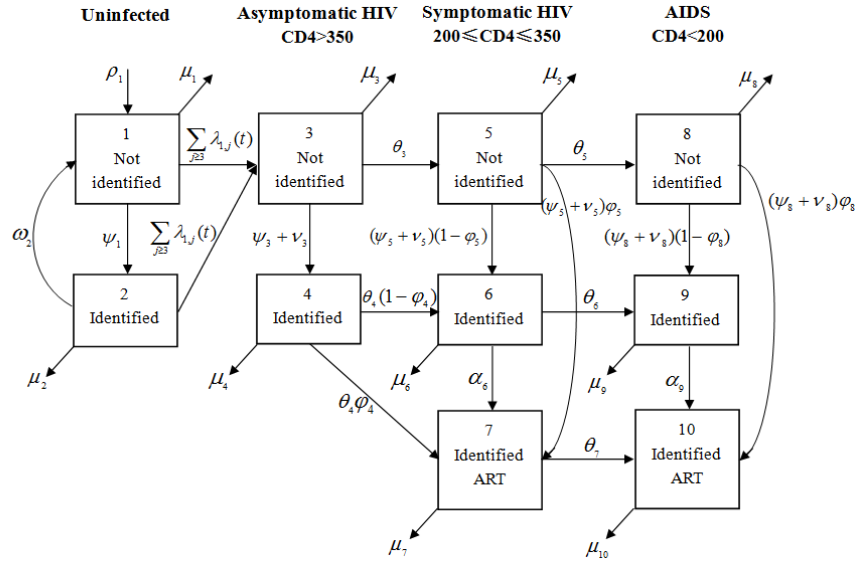 Uninfected
Asymptomatic HIV
CD4>350
Symptomatic HIV
200≤CD4≤350
AIDS
CD4<200
ρ₁
μ₁
μ₃
μ₅
μ₈
1
Not
identified
∑λ₁,ⱼ(t)
j≥3
3
Not
identified
θ₃
5
Not
identified
θ₅
8
Not
identified
ω₂
ψ₁
∑λ₁,ⱼ(t)
j≥3
ψ₃ + ν₃
(ψ₅ + ν₅)(1−φ₅)
(ψ₅ + ν₅)φ₅
(ψ₈ + ν₈)(1−φ₈)
(ψ₈ + ν₈)φ₈
2
Identified
4
Identified
θ₄(1−φ₄)
6
Identified
θ₆
9
Identified
μ₂
μ₄
μ₆
α₆
μ₉
α₉
θ₄φ₄
7
Identified
ART
θ₇
10
Identified
ART
μ₇
μ₁₀